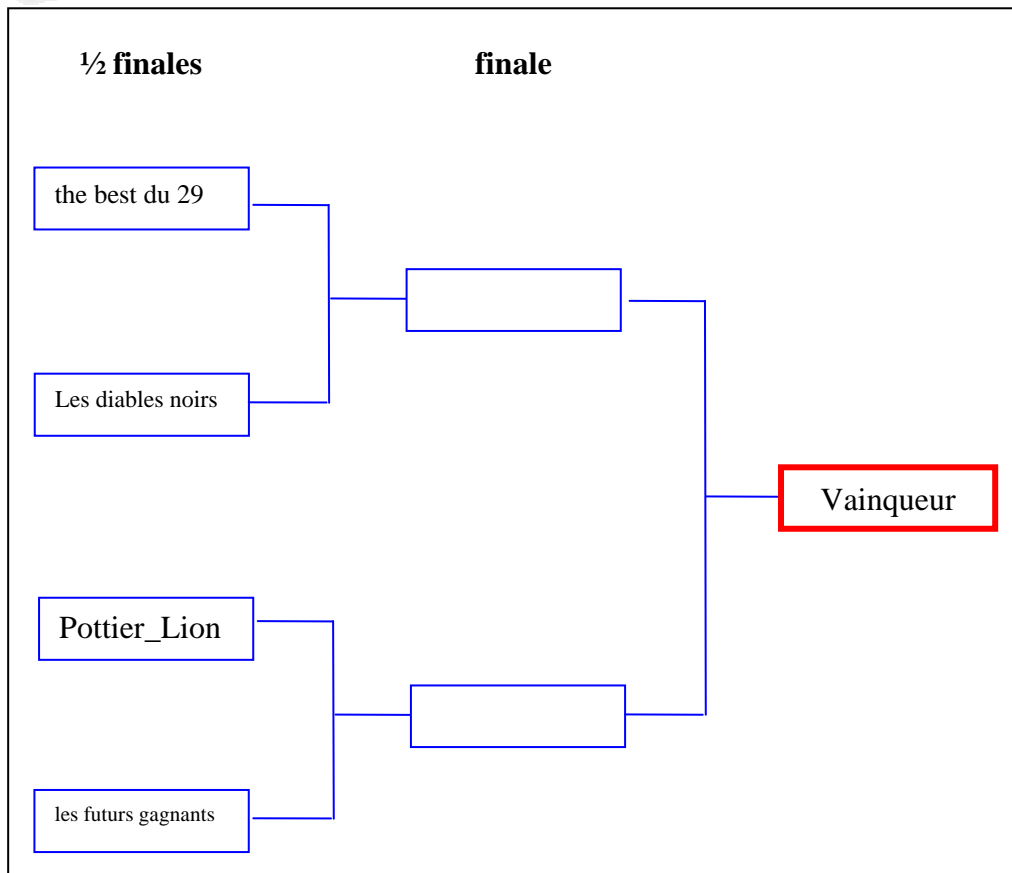 ½ finales
finale
the best du 29
Les diables noirs
Vainqueur
Pottier_Lion
les futurs gagnants